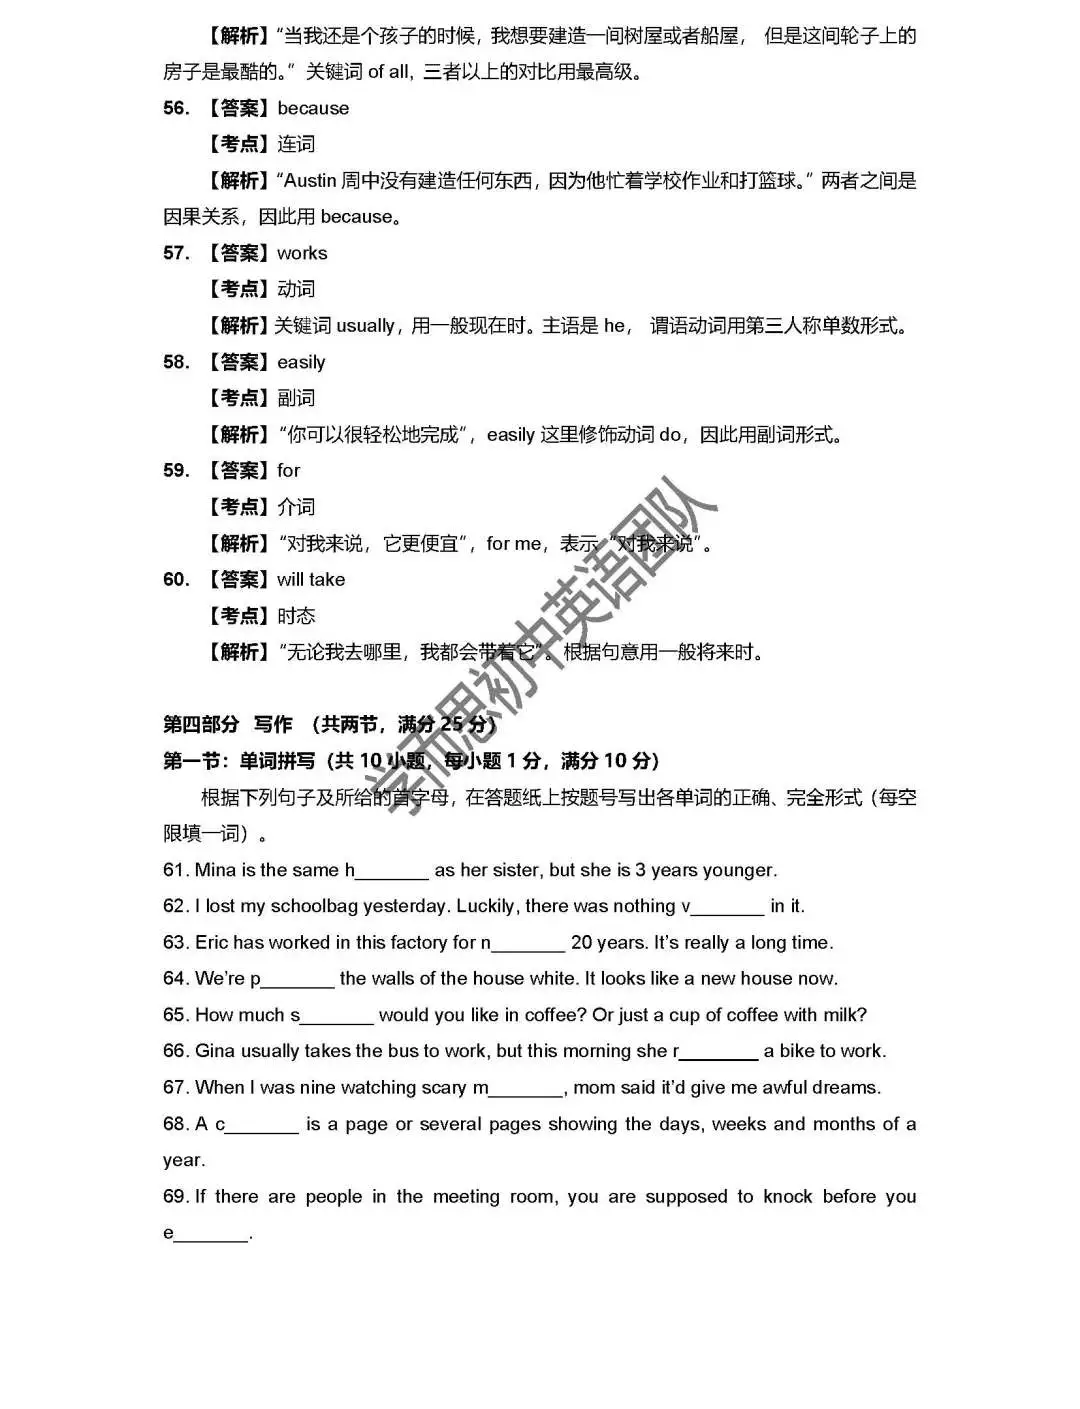 【解析】“当我还是个孩子的时候，我想要建造一间树屋或者船屋， 但是这间轮子上的
房子是最酷的。” 关键词 of all, 三者以上的对比用最高级。
56. 【答案】because
【考点】连词
【解析】“Austin 周中没有建造任何东西，因为他忙着学校作业和打篮球。” 两者之间是
因果关系，因此用 because。
57. 【答案】works
【考点】动词
【解析】关键词 usually，用一般现在时。主语是 he， 谓语动词用第三人称单数形式。
58. 【答案】easily
【考点】副词
【解析】“你可以很轻松地完成”，easily 这里修饰动词 do，因此用副词形式。
59. 【答案】for
【考点】介词
【解析】“对我来说，它更便宜”，for me，表示“对我来说”。
60. 【答案】will take
【考点】时态
【解析】“无论我去哪里，我都会带着它”。根据句意用一般将来时。
学而思初中英语团队
第四部分 写作 （共两节，满分 25 分）
第一节：单词拼写（共 10 小题，每小题 1 分，满分 10 分）
根据下列句子及所给的首字母，在答题纸上按题号写出各单词的正确、完全形式（每空
限填一词）。
61. Mina is the same h_______ as her sister, but she is 3 years younger.
62. I lost my schoolbag yesterday. Luckily, there was nothing v_______ in it.
63. Eric has worked in this factory for n_______ 20 years. It’s really a long time.
64. We’re p_______ the walls of the house white. It looks like a new house now.
65. How much s_______ would you like in coffee? Or just a cup of coffee with milk?
66. Gina usually takes the bus to work, but this morning she r_______ a bike to work.
67. When I was nine watching scary m_______, mom said it’d give me awful dreams.
68. A c_______ is a page or several pages showing the days, weeks and months of a
year.
69. If there are people in the meeting room, you are supposed to knock before you
e_______.